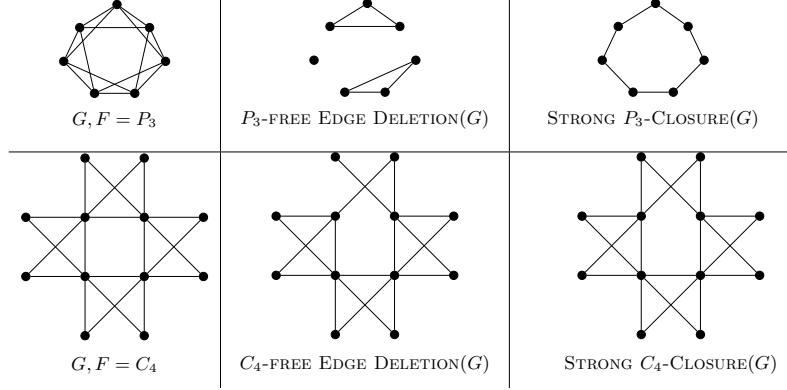 G, F = P₃
P₃-FREE EDGE DELETION(G)
STRONG P₃-CLOSURE(G)
G, F = C₄
C₄-FREE EDGE DELETION(G)
STRONG C₄-CLOSURE(G)